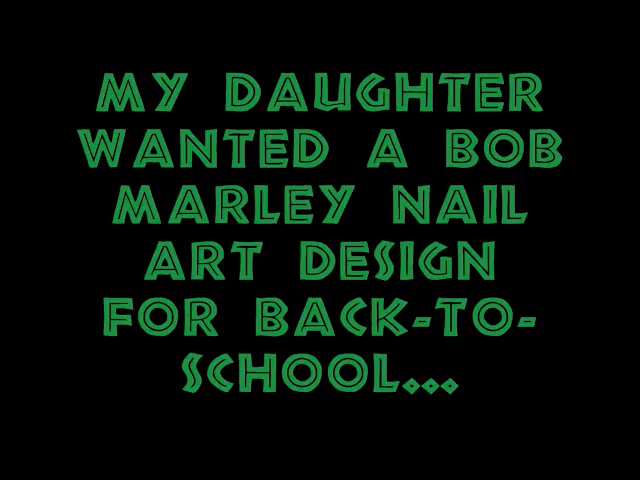 MY DAUGHTER
WANTED A BOB
MARLEY NAIL
ART DESIGN
FOR BACK-TO-
SCHOOL...